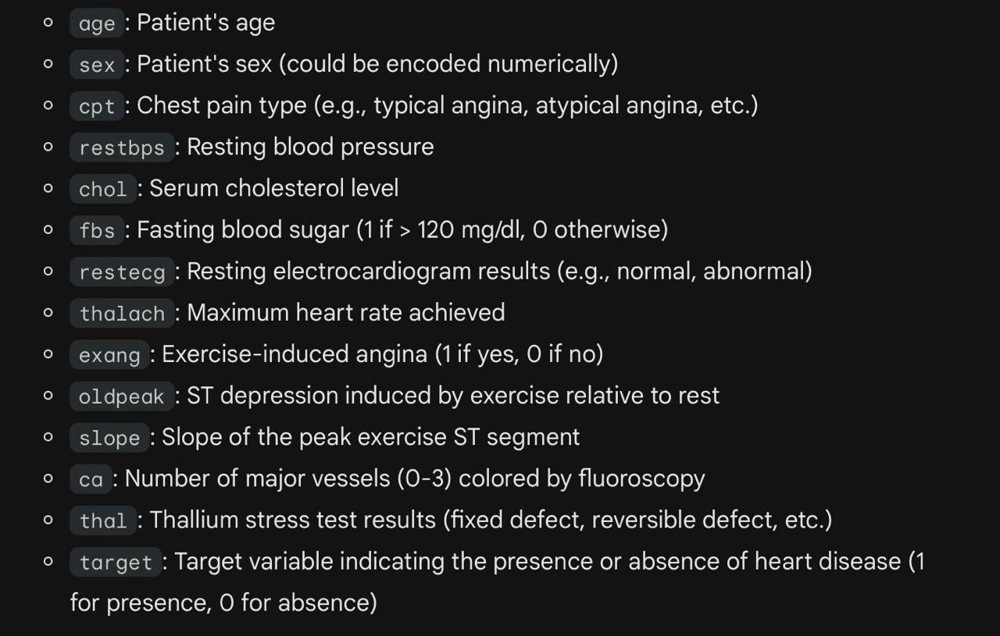 age : Patient's age
sex : Patient's sex (could be encoded numerically)
cpt : Chest pain type (e.g., typical angina, atypical angina, etc.)
restbps : Resting blood pressure
chol : Serum cholesterol level
fbs : Fasting blood sugar (1 if > 120 mg/dl, 0 otherwise)
restecg : Resting electrocardiogram results (e.g., normal, abnormal)
thalach : Maximum heart rate achieved
exang : Exercise-induced angina (1 if yes, 0 if no)
oldpeak : ST depression induced by exercise relative to rest
slope : Slope of the peak exercise ST segment
ca : Number of major vessels (0-3) colored by fluoroscopy
thal : Thallium stress test results (fixed defect, reversible defect, etc.)
target : Target variable indicating the presence or absence of heart disease (1
for presence, 0 for absence)